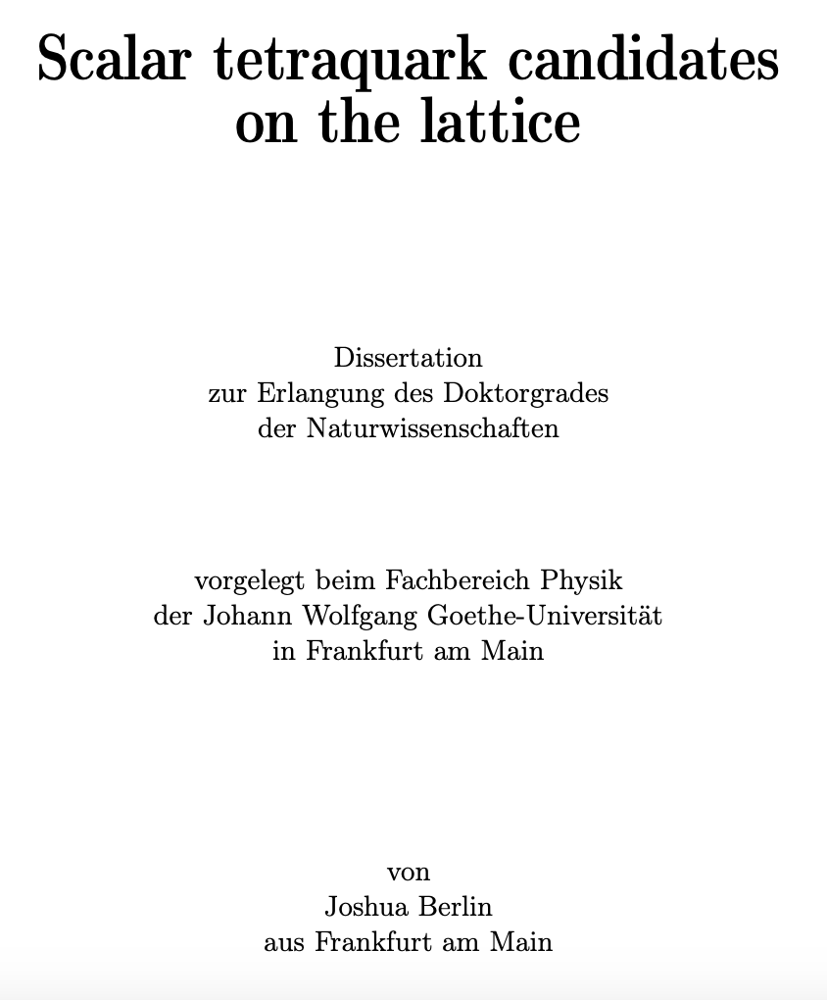 Scalar tetraquark candidates
on the lattice
Dissertation
zur Erlangung des Doktorgrades
der Naturwissenschaften
vorgelegt beim Fachbereich Physik
der Johann Wolfgang Goethe-Universität
in Frankfurt am Main
von
Joshua Berlin
aus Frankfurt am Main